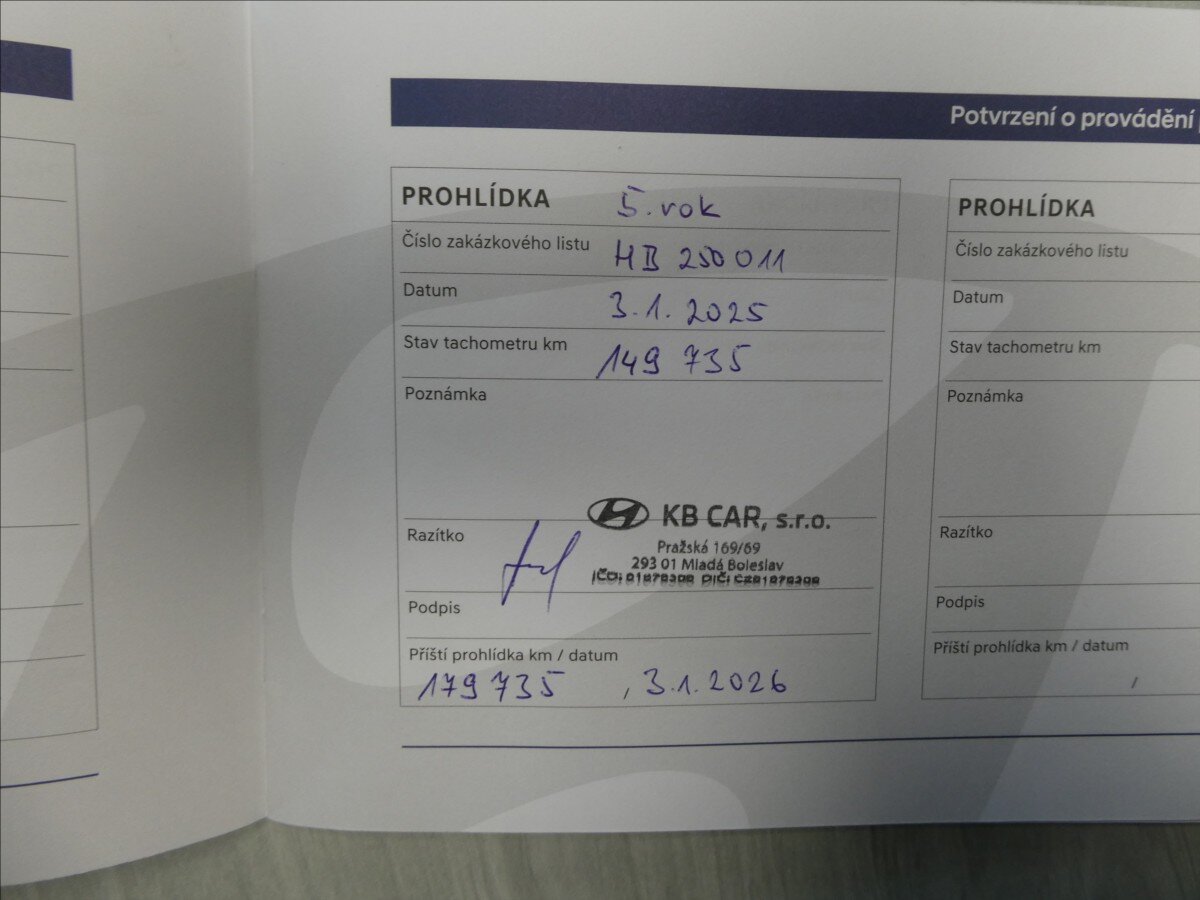 Potvrzení o provádění
PROHLÍDKA 5. rok
Číslo zakázkového listu HB 250011
Datum 3.1.2025
Stav tachometru km 149 735
Poznámka
KB CAR, s.r.o.
Pražská 169/69
293 01 Mladá Boleslav
Razítko
Podpis
Příští prohlídka km / datum
179 735 , 3.1.2026
PROHLÍDKA
Číslo zakázkového listu
Datum
Stav tachometru km
Poznámka
Razítko
Podpis
Příští prohlídka km / datum
/